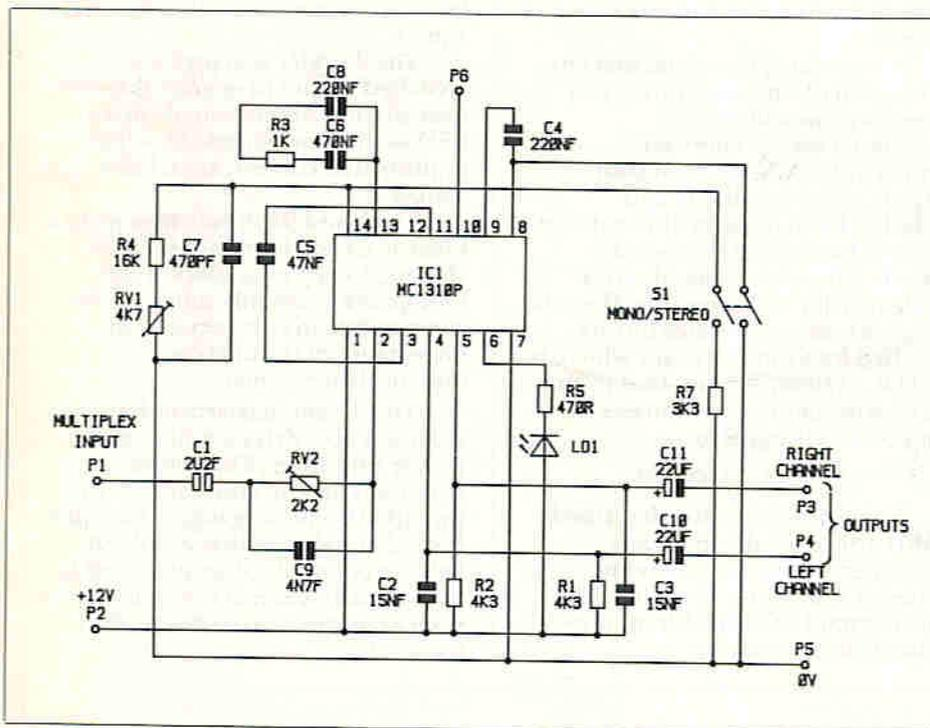 C8
220NF
R3
1K
C6
470NF
P6
C4
220NF
R4
16K
C7
470PF
C5
47NF
RV1
4K7
14 13 12 11 10 9 8
IC1
MC1310P
1 2 3 4 5 6 7
S1
MONO/STEREO
R5
470R
LD1
R7
3K3
MULTIPLEX
INPUT
P1
C1
2U2F
RV2
2K2
C9
4N7F
C11
22UF
+
RIGHT
CHANNEL
P3
OUTPUTS
C10
22UF
+
P4
LEFT
CHANNEL
+12V
P2
C2
15NF
R2
4K3
R1
4K3
C3
15NF
P5
0V